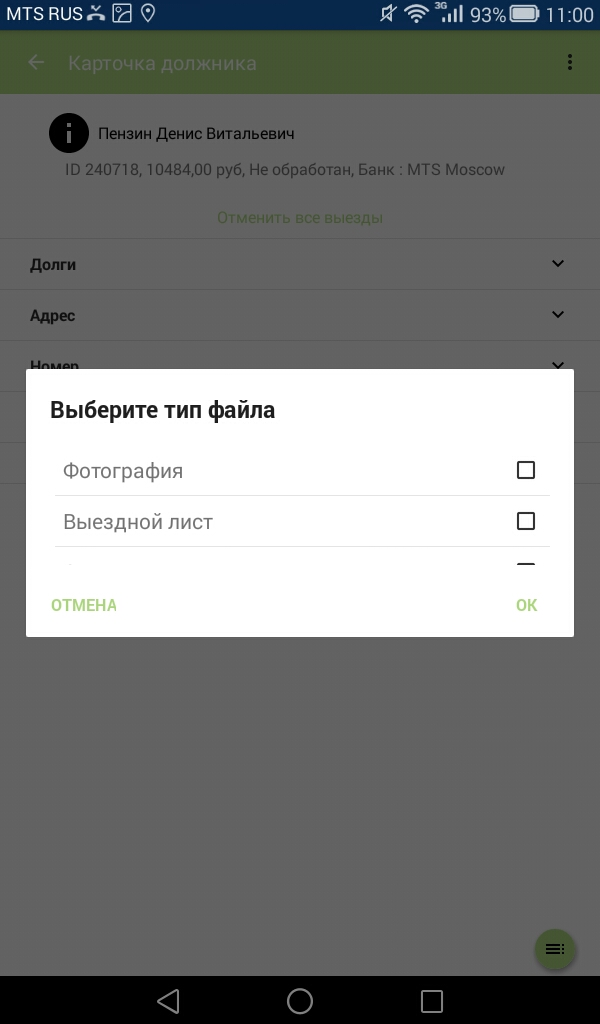 MTS RUS 3G 93% 11:00
Карточка должника
Пензин Денис Витальевич
ID 240718, 10484,00 руб, Не обработан, Банк : MTS Moscow
Отменить все выезды
Долги
Адрес
Номер
Выберите тип файла
Фотография
Выездной лист
ОТМЕНА OK